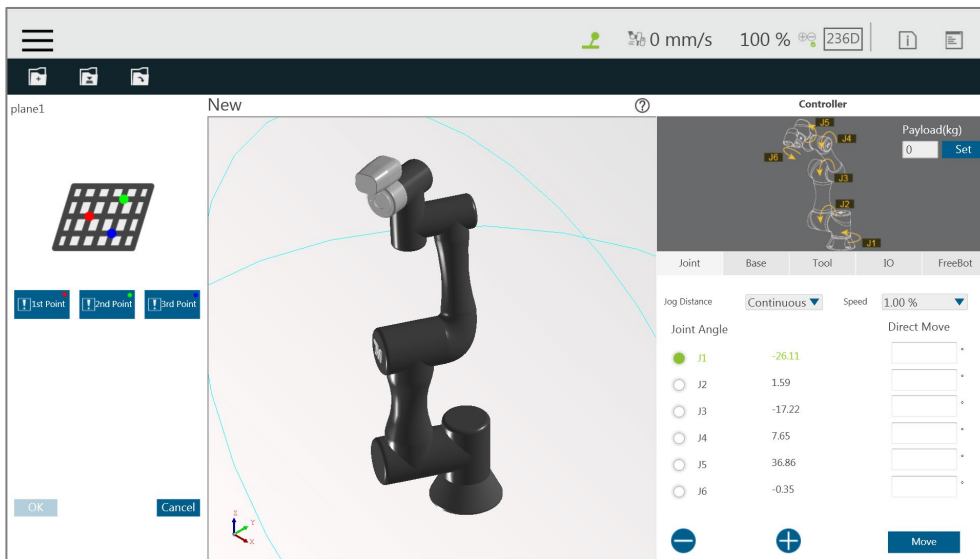 0 mm/s 100 % 236D
plane1 New Controller
J5
J4
J6
J3
J2
J1
Payload(kg)
0 Set
Joint Base Tool IO FreeBot
1st Point 2nd Point 3rd Point
Jog Distance Continuous Speed 1.00 %
Joint Angle Direct Move
J1 -26.11 °
J2 1.59 °
J3 -17.22 °
J4 7.65 °
J5 36.86 °
J6 -0.35 °
OK Cancel
Z
Y
X
Move